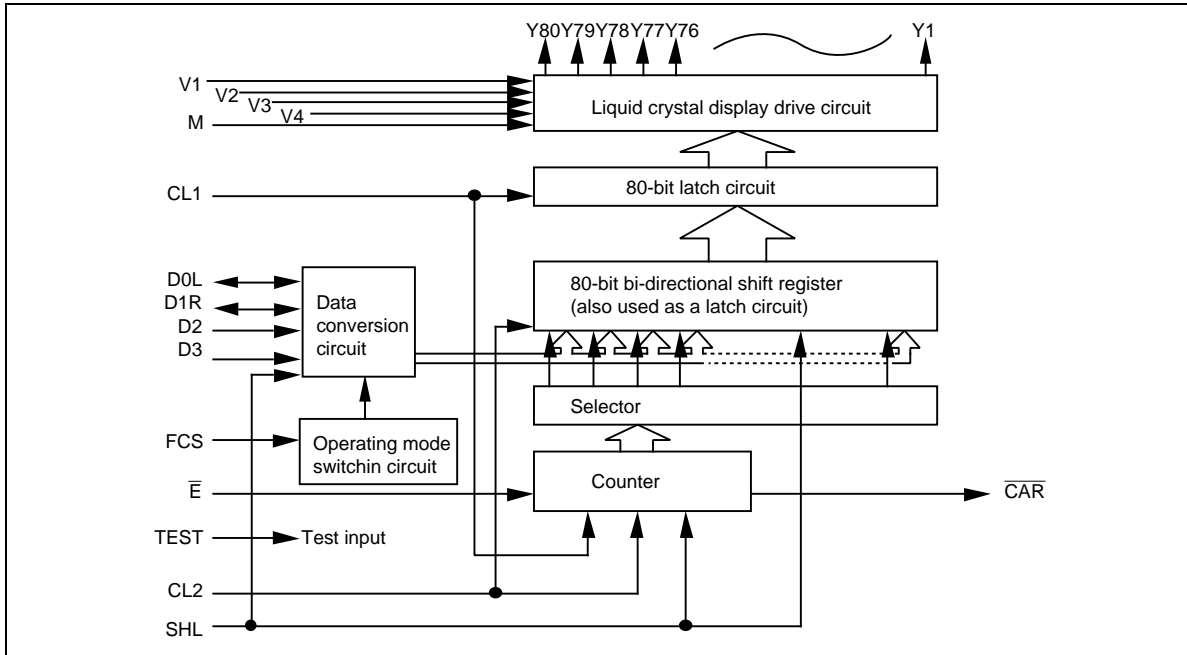 Y80Y79Y78Y77Y76 Y1
V1
V2
V3
V4
M
Liquid crystal display drive circuit
CL1
80-bit latch circuit
D0L
D1R
D2
D3
Data
conversion
circuit
80-bit bi-directional shift register
(also used as a latch circuit)
Selector
FCS
Operating mode
switchin circuit
E̅
Counter
C̅A̅R̅
TEST
Test input
CL2
SHL